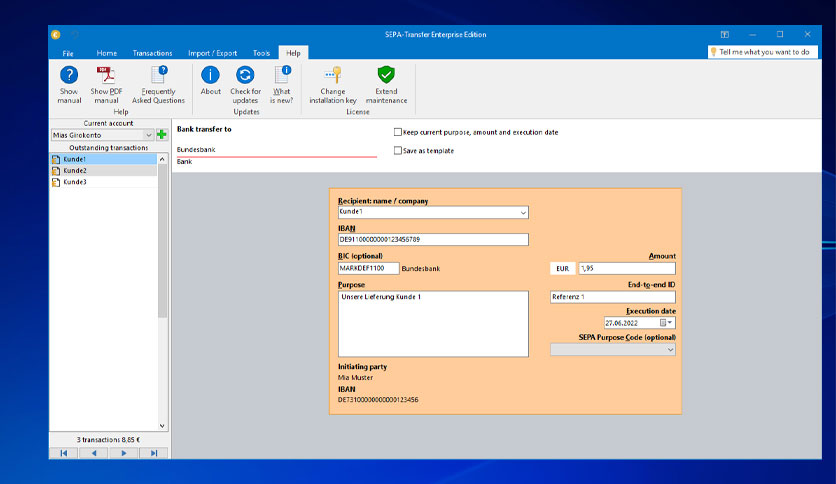 SEPA-Transfer Enterprise Edition
File Home Transactions Import / Export Tools Help
Tell me what you want to do
Show manual
Show PDF manual
Frequently Asked Questions
About
Check for updates
What is new?
Change installation key
Extend maintenance
Help
Updates
License
Current account
Mias Girokonto
Outstanding transactions
Kunde1
Kunde2
Kunde3
3 transactions 8,85 €
Bank transfer to
Bundesbank
Bank
Keep current purpose, amount and execution date
Save as template
Recipient: name / company
Kunde1
IBAN
DE91100000000123456789
BIC (optional)
MARKDEF1100 Bundesbank
Amount
EUR 1,95
Purpose
Unsere Lieferung Kunde 1
End-to-end ID
Referenz 1
Execution date
27.06.2022
SEPA Purpose Code (optional)
Initiating party
Mia Muster
IBAN
DE7310000000000123456